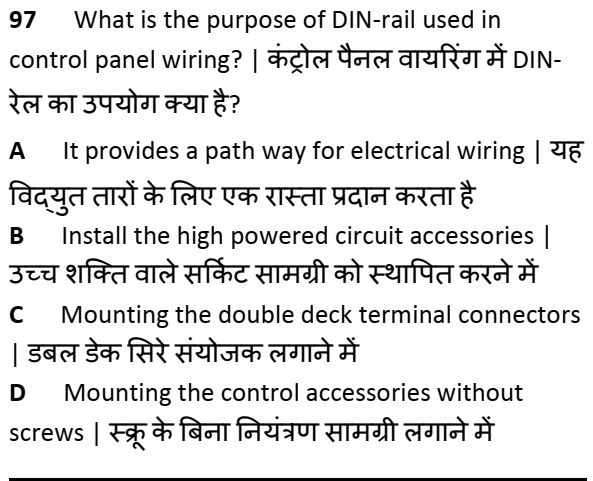 97 What is the purpose of DIN-rail used in
control panel wiring? | कंट्रोल पैनल वायरिंग में DIN-
रेल का उपयोग क्या है?
A It provides a path way for electrical wiring | यह
विद्युत तारों के लिए एक रास्ता प्रदान करता है
B Install the high powered circuit accessories |
उच्च शक्ति वाले सर्किट सामग्री को स्थापित करने में
C Mounting the double deck terminal connectors
| डबल डेक सिरे संयोजक लगाने में
D Mounting the control accessories without
screws | स्क्रू के बिना नियंत्रण सामग्री लगाने में